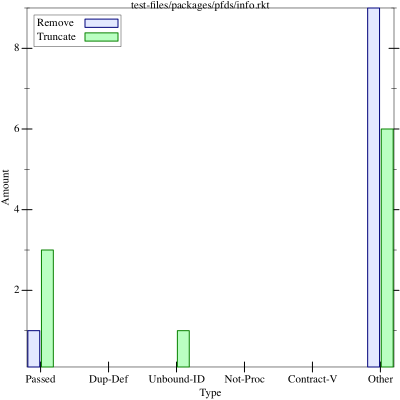 test-files/packages/pfds/info.rkt
Remove
Truncate
8
6
4
2
Amount
Passed Dup-Def Unbound-ID Not-Proc Contract-V Other
Type